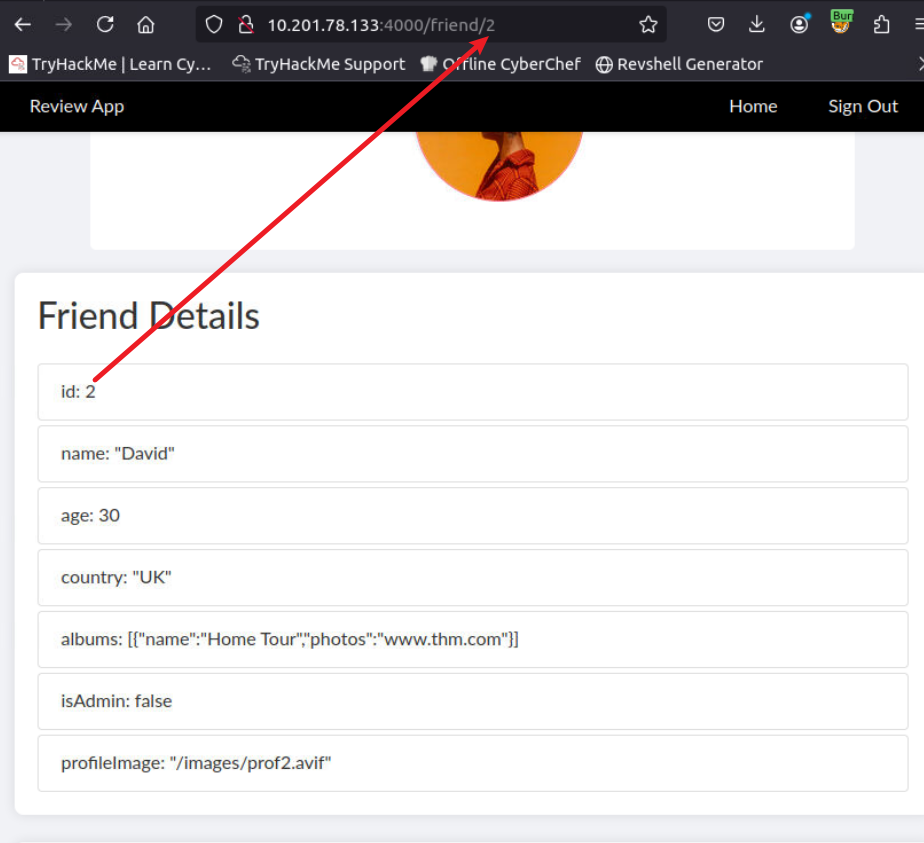 10.201.78.133:4000/friend/2
Bur
TryHackMe | Learn Cy... TryHackMe Support Offline CyberChef Revshell Generator
Review App Home Sign Out
Friend Details
id: 2
name: "David"
age: 30
country: "UK"
albums: [{"name":"Home Tour","photos":"www.thm.com"}]
isAdmin: false
profileImage: "/images/prof2.avif"